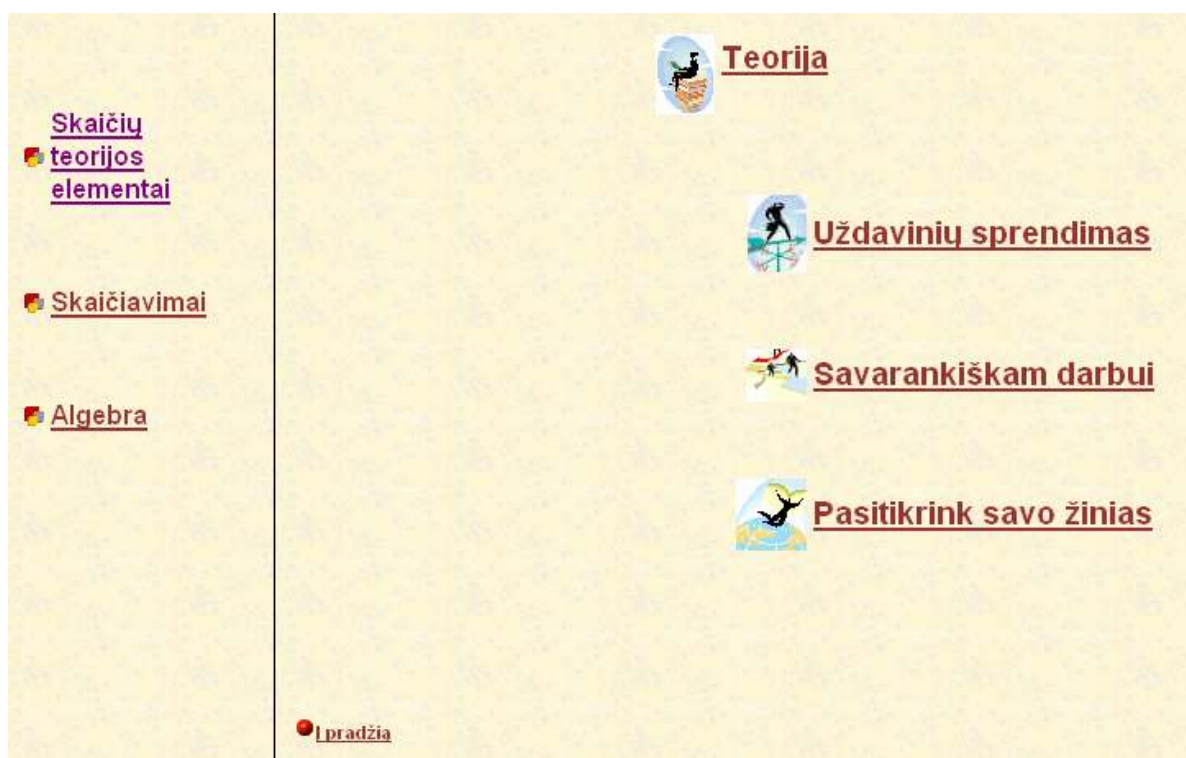 Skaičių
teorijos
elementai
Skaičiavimai
Algebra
Teorija
Uždavinių sprendimas
Savarankiškam darbui
Pasitikrink savo žinias
Į pradžią